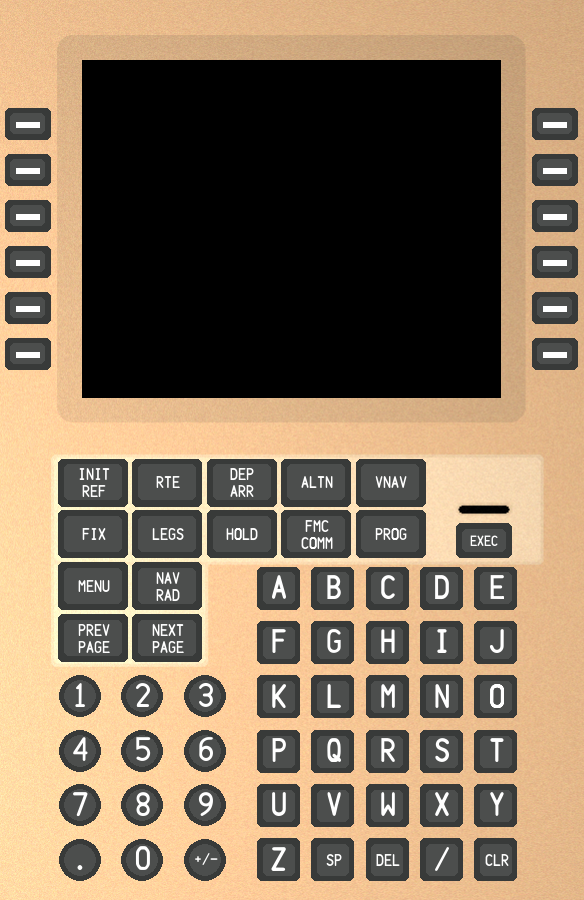 INIT REF RTE DEP ARR ALTN VNAV
FIX LEGS HOLD FMC COMM PROG EXEC
MENU NAV RAD A B C D E
PREV PAGE NEXT PAGE F G H I J
1 2 3 K L M N O
4 5 6 P Q R S T
7 8 9 U V W X Y
. 0 +/- Z SP DEL / CLR